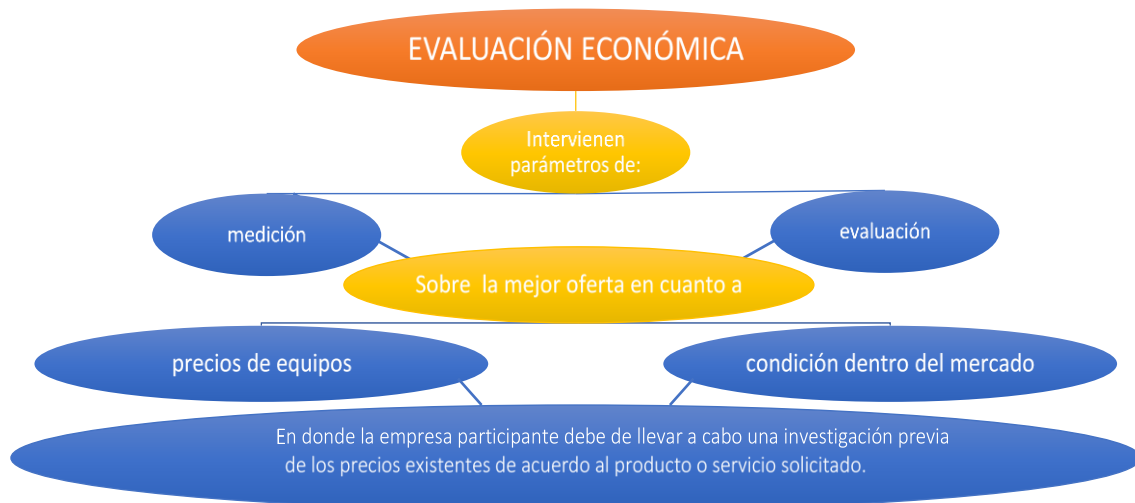 EVALUACIÓN ECONÓMICA
Intervienen
parámetros de:
medición
evaluación
Sobre la mejor oferta en cuanto a
precios de equipos
condición dentro del mercado
En donde la empresa participante debe de llevar a cabo una investigación previa
de los precios existentes de acuerdo al producto o servicio solicitado.